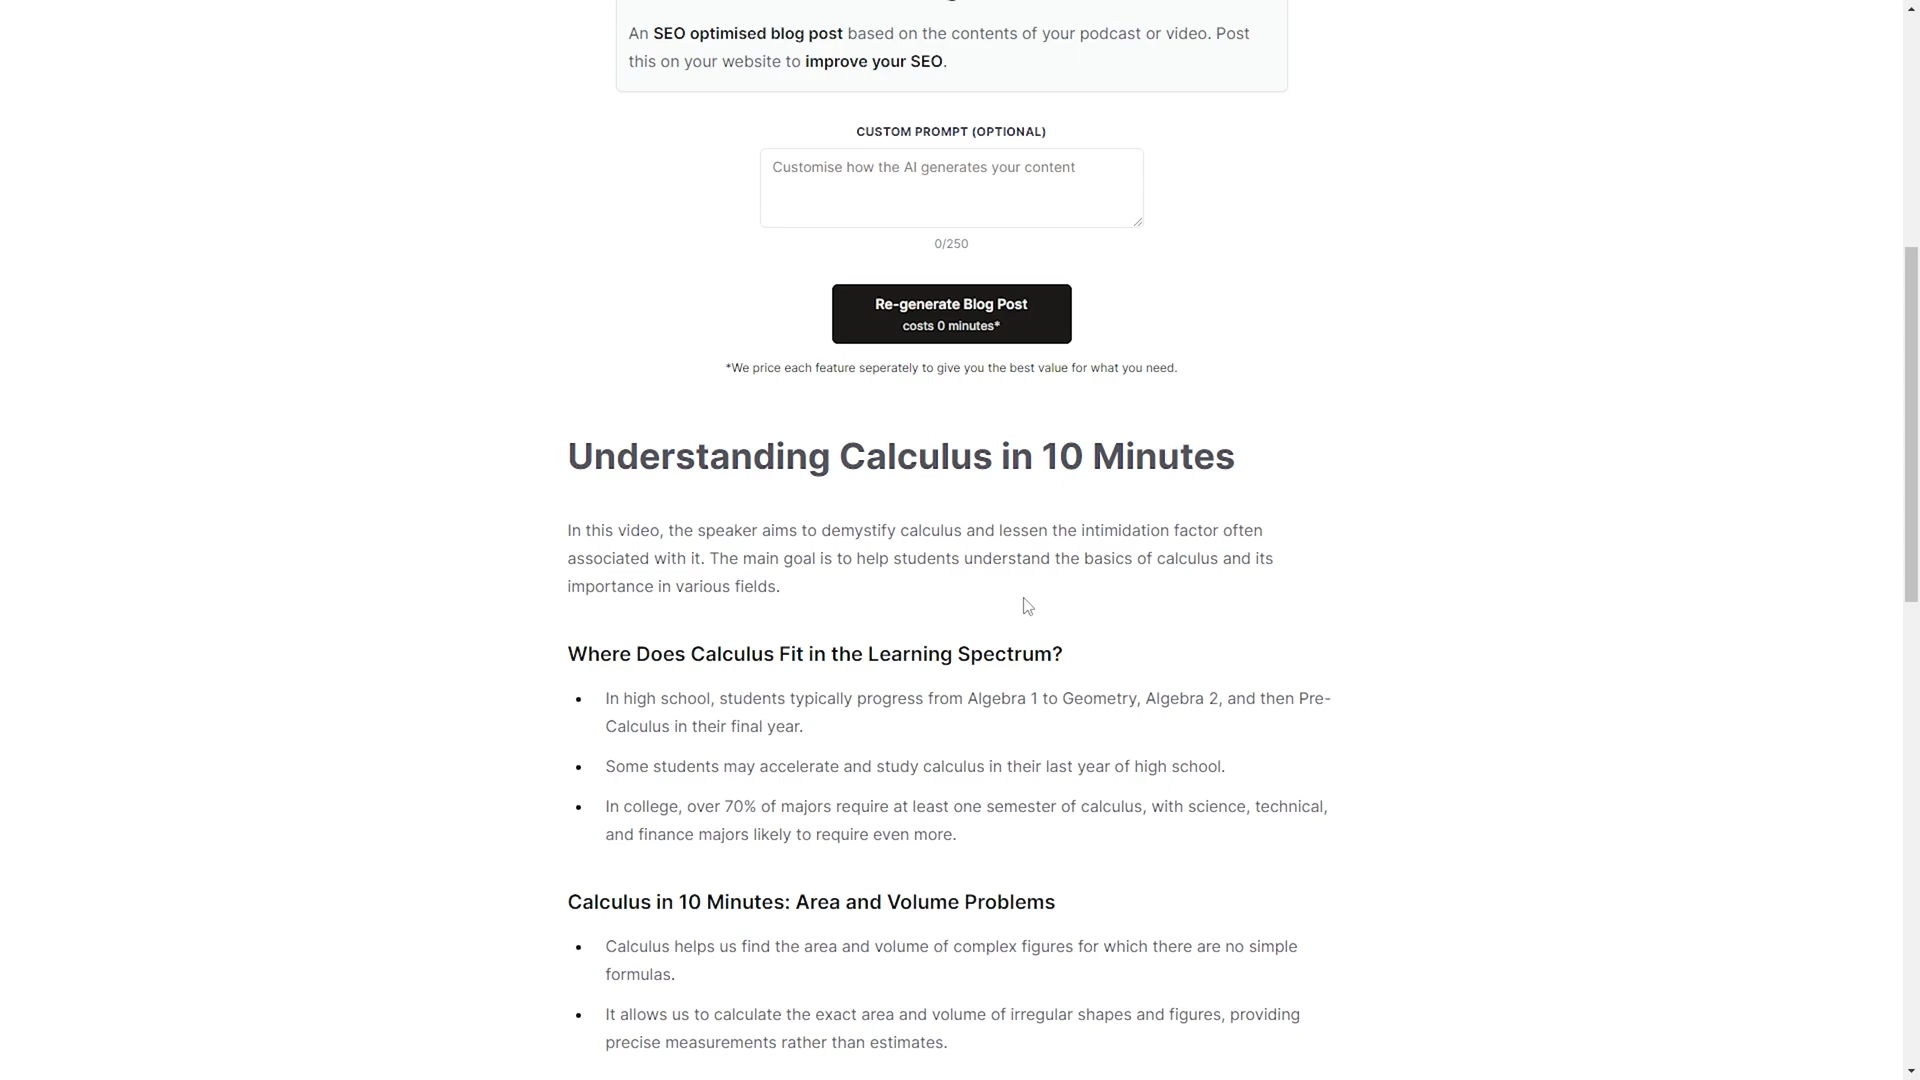 An SEO optimised blog post based on the contents of your podcast or video. Post
this on your website to improve your SEO.
CUSTOM PROMPT (OPTIONAL)
Customise how the AI generates your content
0/250
Re-generate Blog Post
costs 0 minutes*
*We price each feature seperately to give you the best value for what you need.
Understanding Calculus in 10 Minutes
In this video, the speaker aims to demystify calculus and lessen the intimidation factor often
associated with it. The main goal is to help students understand the basics of calculus and its
importance in various fields.
Where Does Calculus Fit in the Learning Spectrum?
• In high school, students typically progress from Algebra 1 to Geometry, Algebra 2, and then Pre-
Calculus in their final year.
• Some students may accelerate and study calculus in their last year of high school.
• In college, over 70% of majors require at least one semester of calculus, with science, technical,
and finance majors likely to require even more.
Calculus in 10 Minutes: Area and Volume Problems
• Calculus helps us find the area and volume of complex figures for which there are no simple
formulas.
• It allows us to calculate the exact area and volume of irregular shapes and figures, providing
precise measurements rather than estimates.